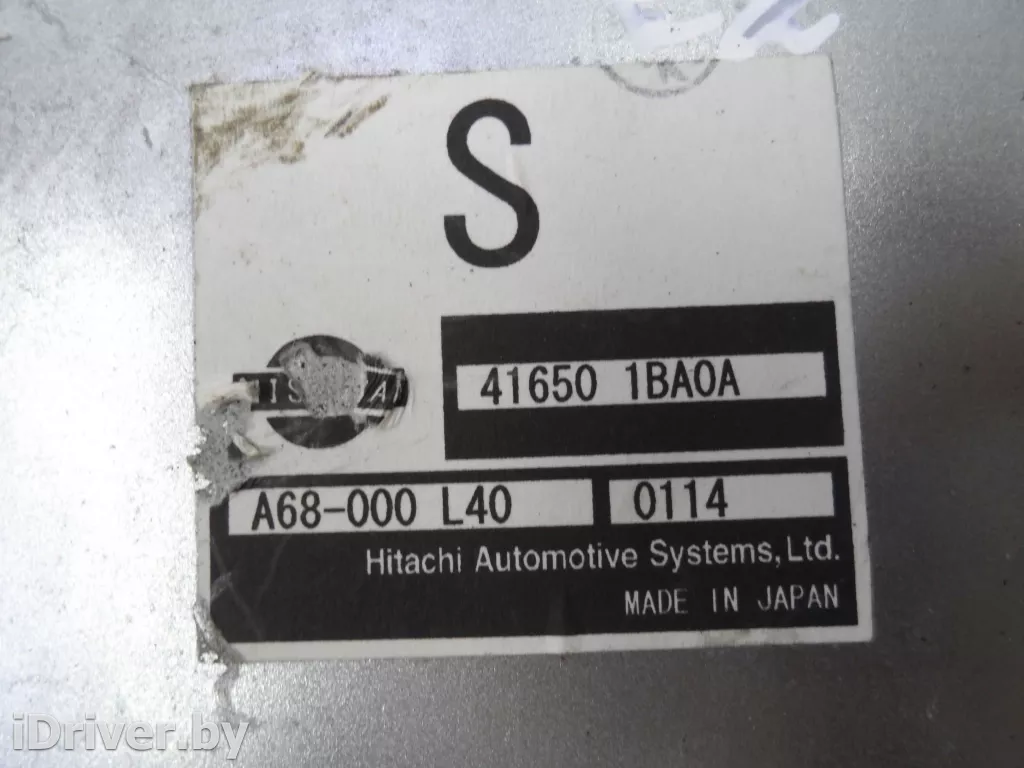 S
41650 1BA0A
A68-000 L40 0114
Hitachi Automotive Systems, Ltd.
MADE IN JAPAN
iDriver.by